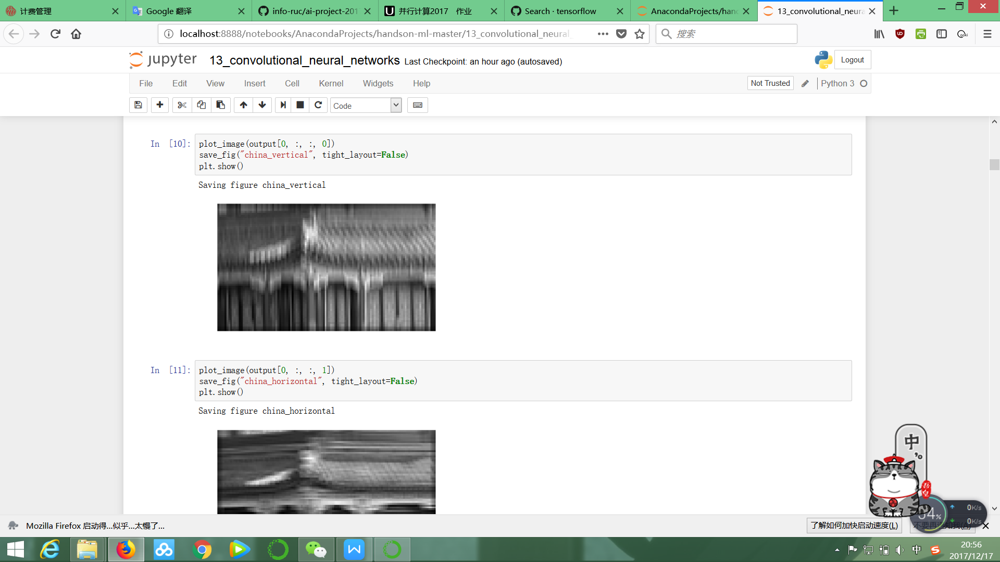 计费管理
Google 翻译
info-ruc/ai-project-201
并行计算2017 作业
Search · tensorflow
AnacondaProjects/hand
13_convolutional_neura
localhost:8888/notebooks/AnacondaProjects/handson-ml-master/13_convolutional_neural_
搜索
jupyter 13_convolutional_neural_networks Last Checkpoint: an hour ago (autosaved)
Logout
File Edit View Insert Cell Kernel Widgets Help
Not Trusted
Python 3
Code
In [10]:
plot_image(output[0, :, :, 0])
save_fig("china_vertical", tight_layout=False)
plt.show()
Saving figure china_vertical
In [11]:
plot_image(output[0, :, :, 1])
save_fig("china_horizontal", tight_layout=False)
plt.show()
Saving figure china_horizontal
中
0K/s
0K/s
Mozilla Firefox 启动得...似乎...太慢了...
了解如何加快启动速度(L)
不要再通知我(A)
中
20:56
2017/12/17